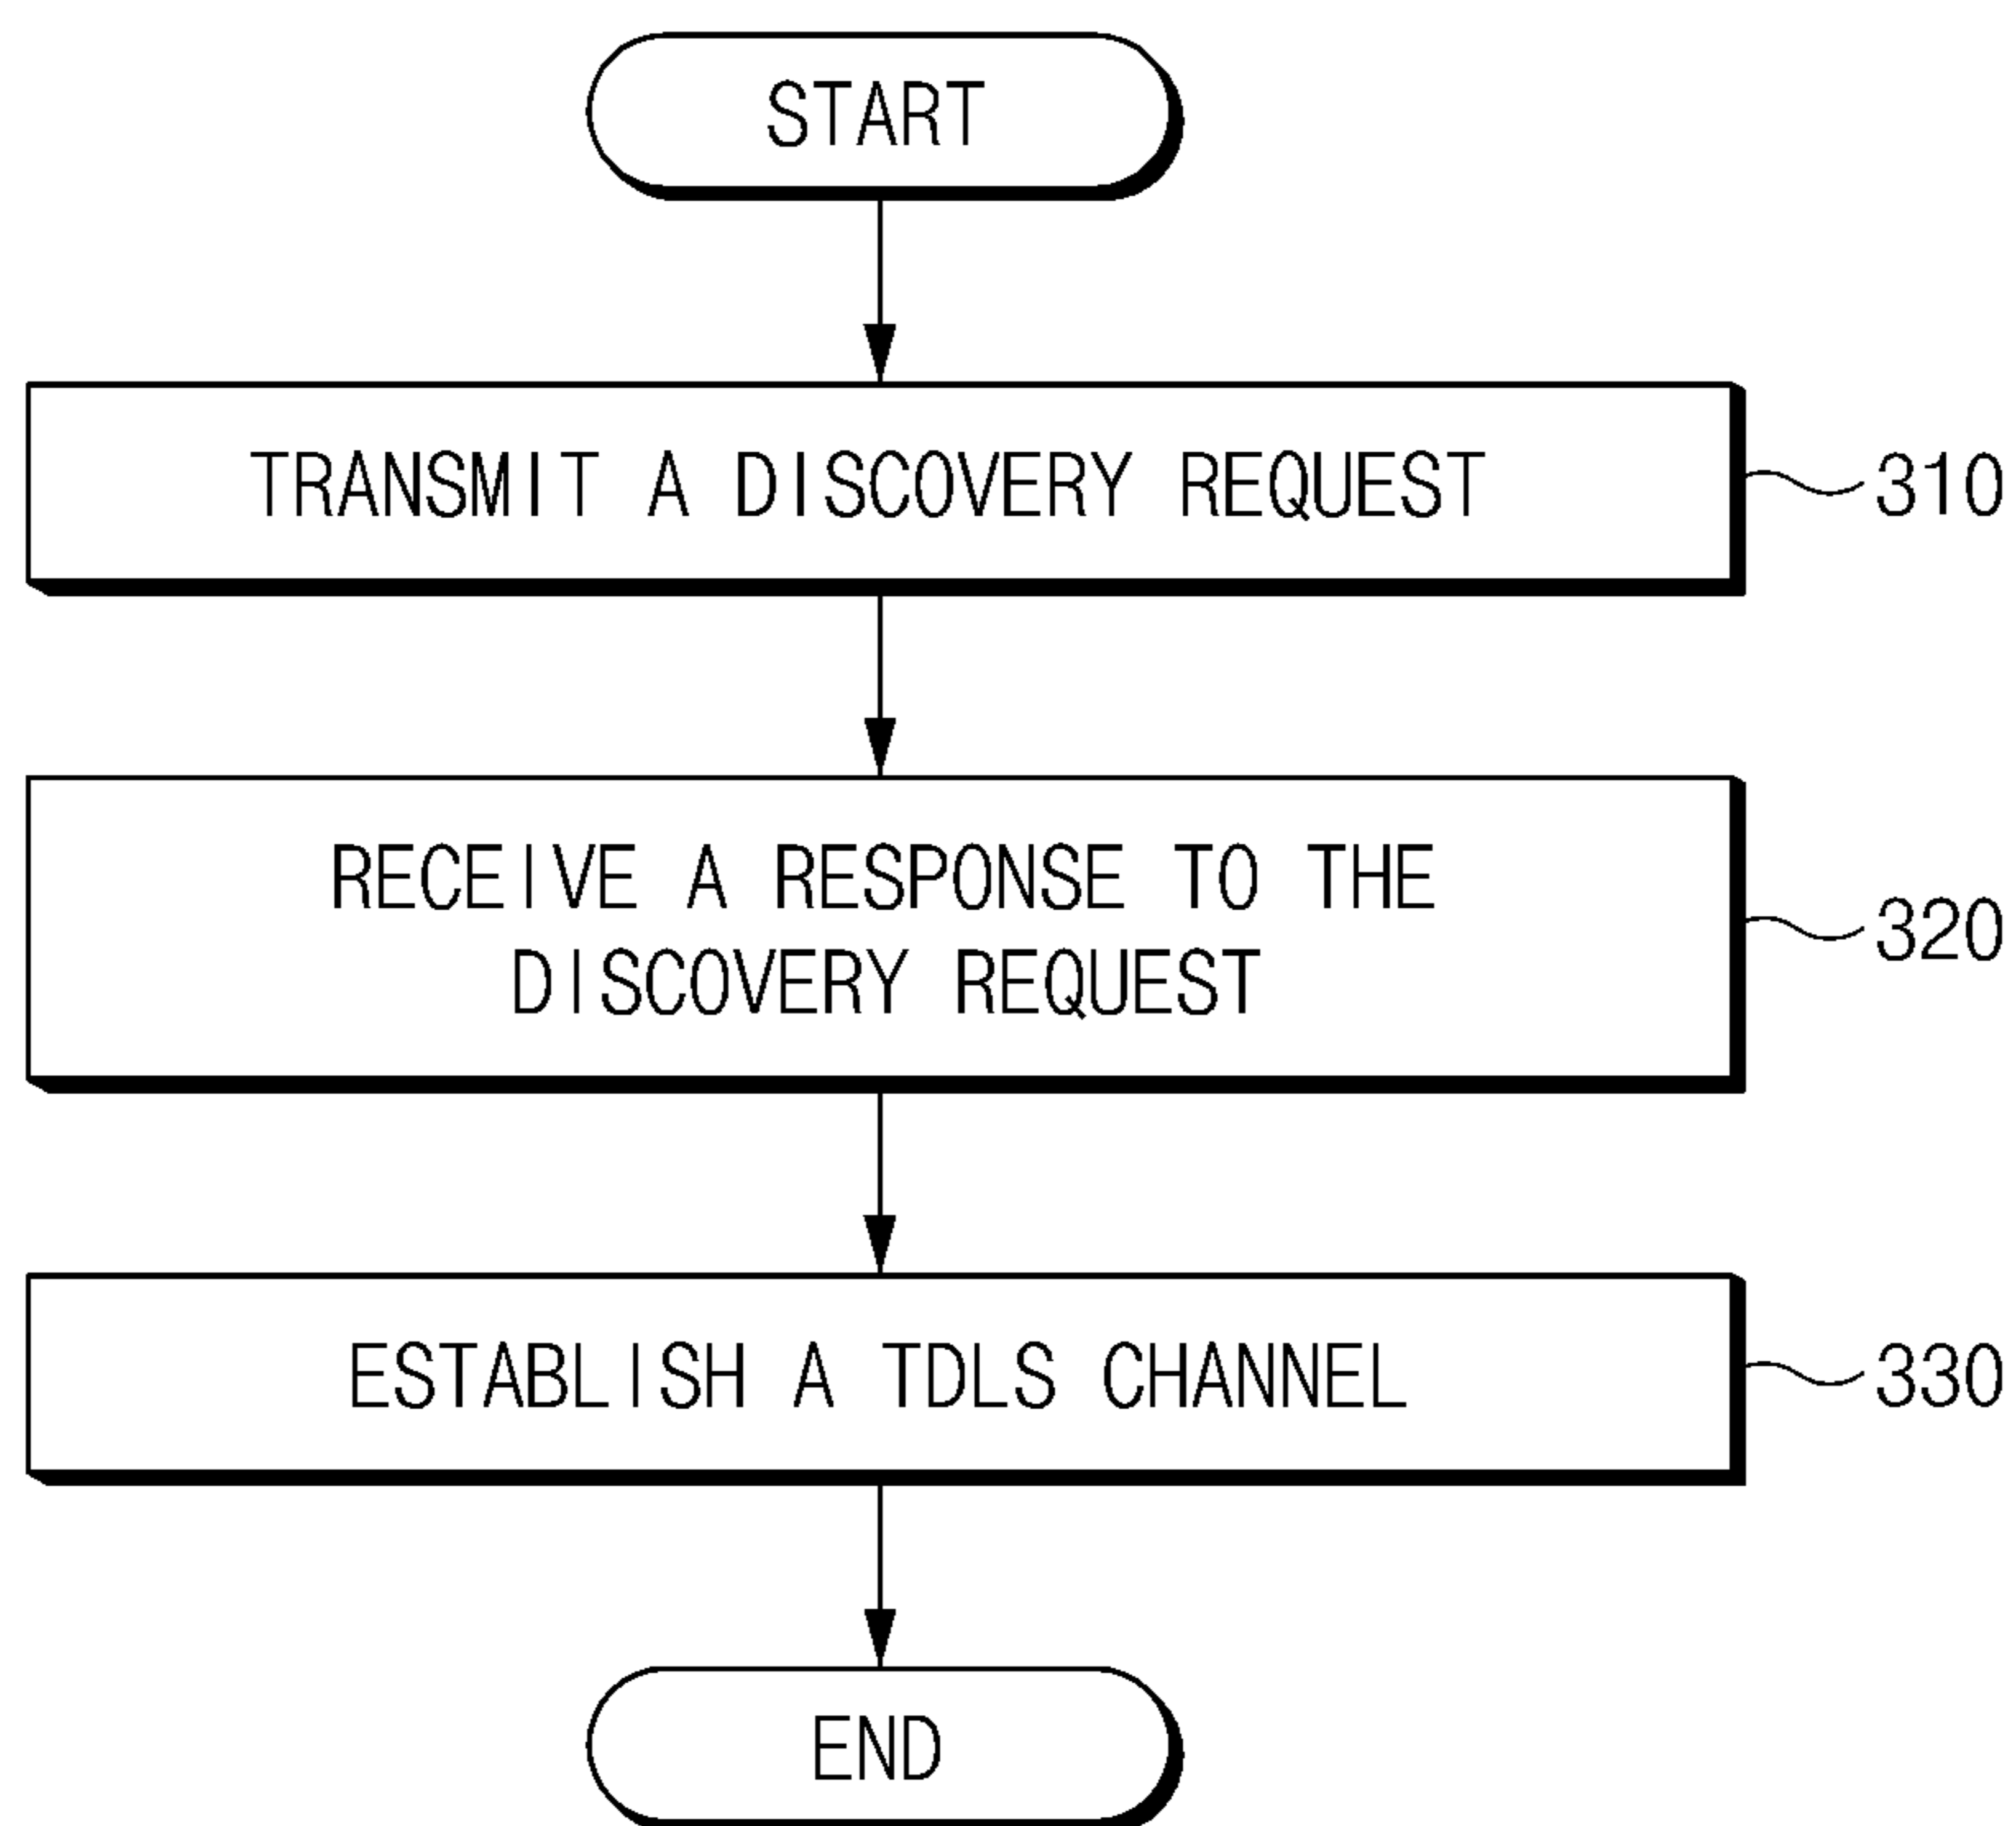 START
TRANSMIT A DISCOVERY REQUEST
310
RECEIVE A RESPONSE TO THE
DISCOVERY REQUEST
320
ESTABLISH A TDLS CHANNEL
330
END